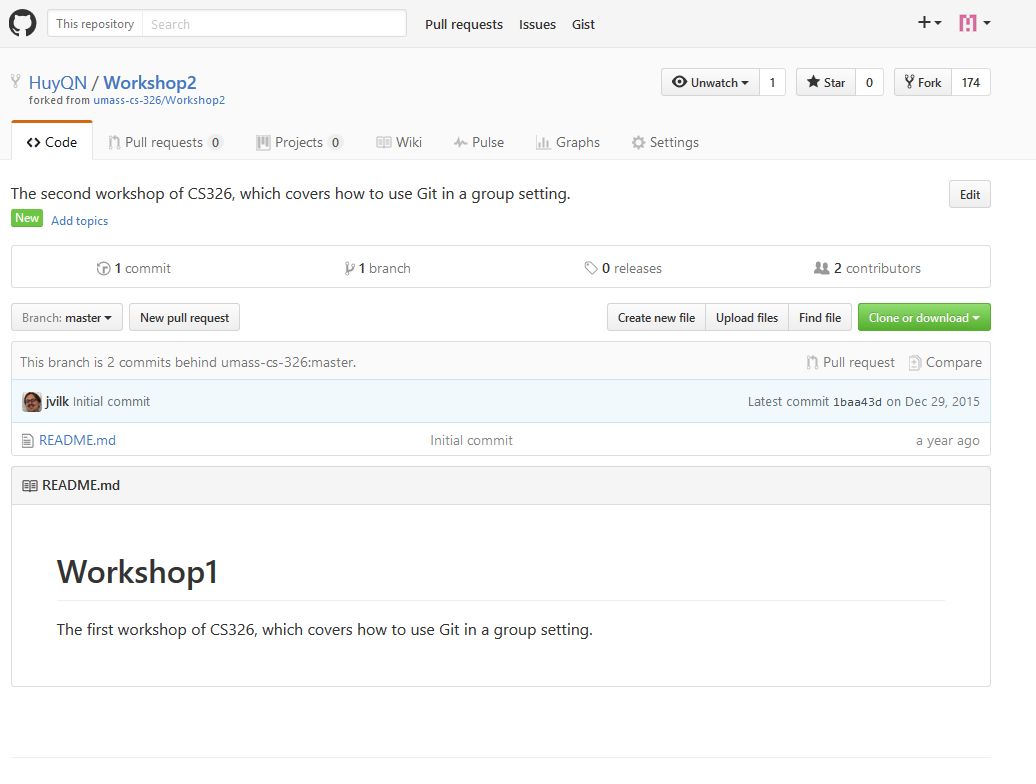 This repository Search Pull requests Issues Gist
HuyQN / Workshop2 Unwatch 1 Star 0 Fork 174
forked from umass-cs-326/Workshop2
Code Pull requests 0 Projects 0 Wiki Pulse Graphs Settings
The second workshop of CS326, which covers how to use Git in a group setting. Edit
New Add topics
1 commit 1 branch 0 releases 2 contributors
Branch: master New pull request Create new file Upload files Find file Clone or download
This branch is 2 commits behind umass-cs-326:master. Pull request Compare
jvilk Initial commit Latest commit 1baa43d on Dec 29, 2015
README.md Initial commit a year ago
README.md
Workshop1
The first workshop of CS326, which covers how to use Git in a group setting.